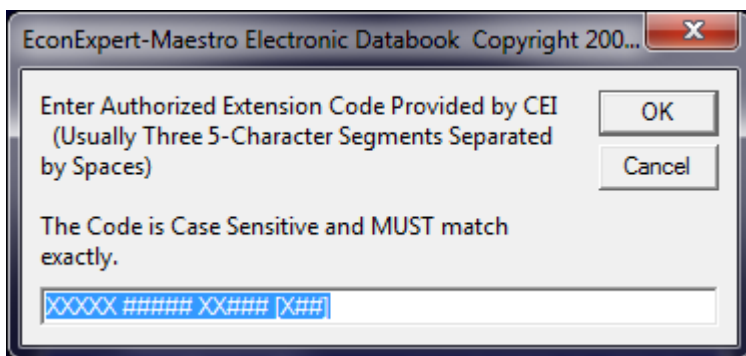 EconExpert-Maestro Electronic Databook Copyright 200...
Enter Authorized Extension Code Provided by CEI
(Usually Three 5-Character Segments Separated
by Spaces)
OK
Cancel
The Code is Case Sensitive and MUST match
exactly.
XXXXX ##### XX### [X##]